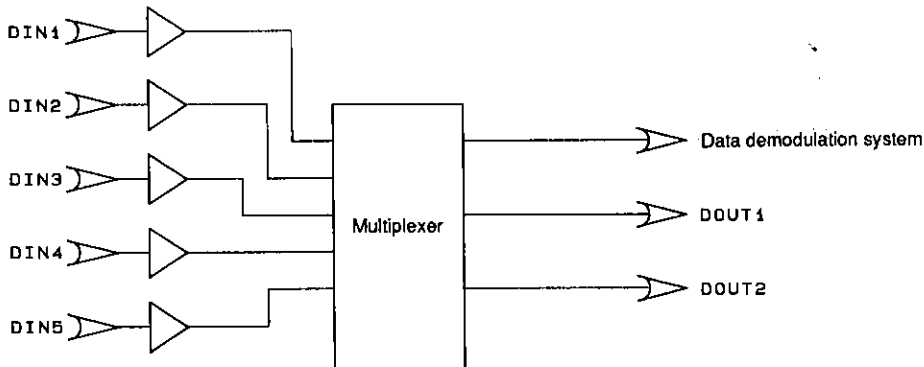 DIN1
DIN2
DIN3
DIN4
DIN5
Multiplexer
Data demodulation system
DOUT1
DOUT2